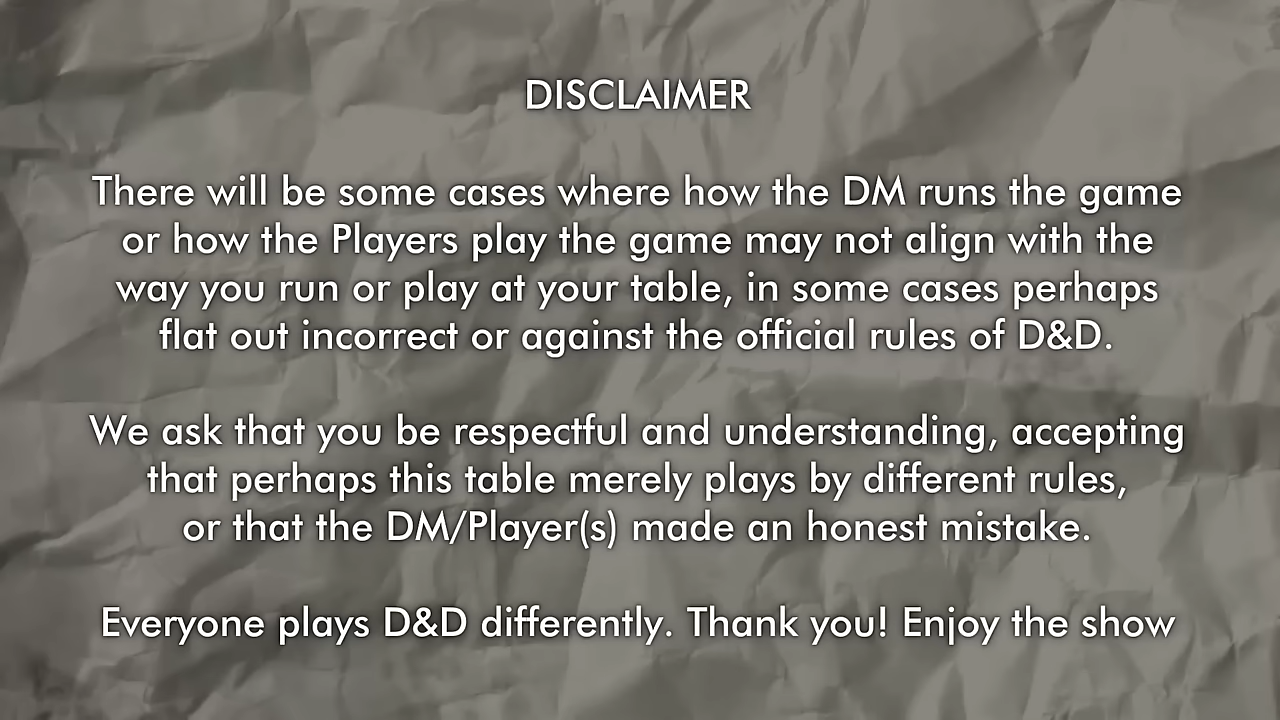 DISCLAIMER
There will be some cases where how the DM runs the game
or how the Players play the game may not align with the
way you run or play at your table, in some cases perhaps
flat out incorrect or against the official rules of D&D.
We ask that you be respectful and understanding, accepting
that perhaps this table merely plays by different rules,
or that the DM/Player(s) made an honest mistake.
Everyone plays D&D differently. Thank you! Enjoy the show